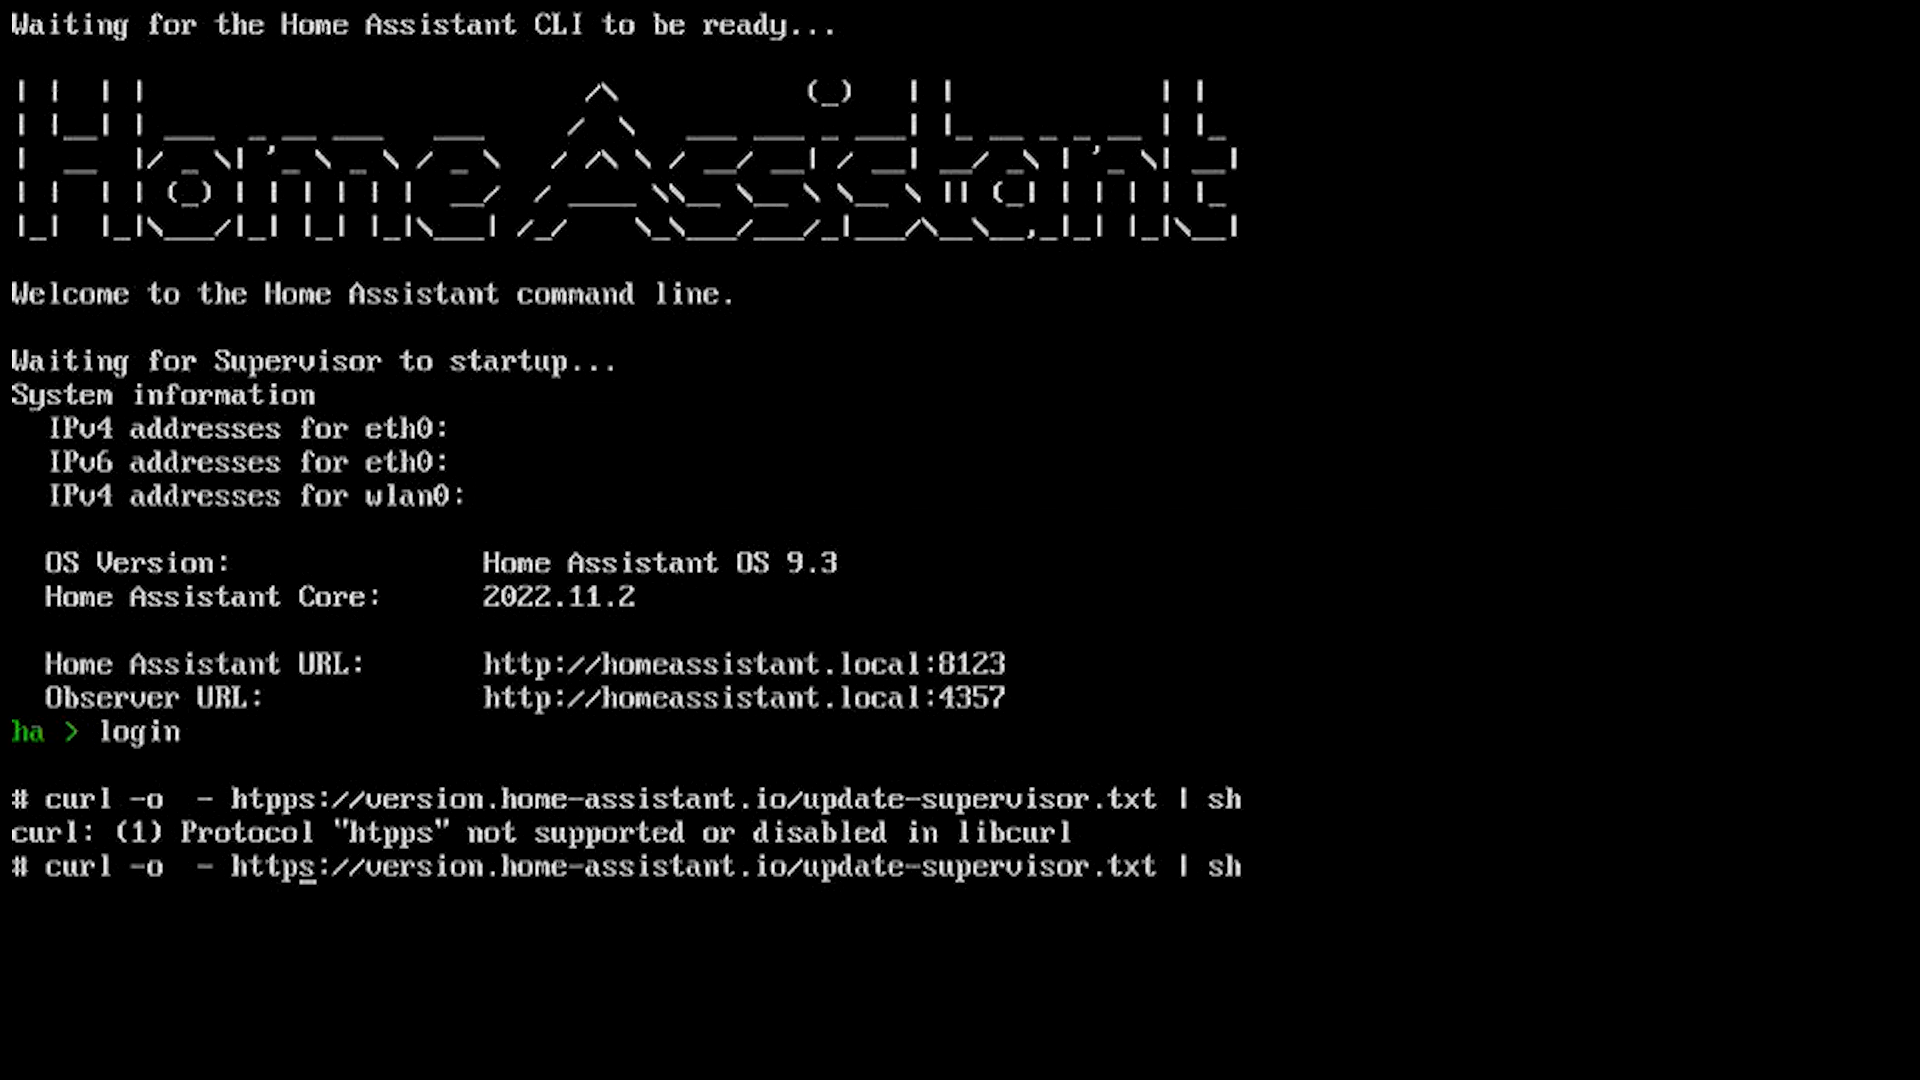 Waiting for the Home Assistant CLI to be ready...
Home Assistant
Welcome to the Home Assistant command line.
Waiting for Supervisor to startup...
System information
IPv4 addresses for eth0:
IPv6 addresses for eth0:
IPv4 addresses for wlan0:
OS Version: Home Assistant OS 9.3
Home Assistant Core: 2022.11.2
Home Assistant URL: http://homeassistant.local:8123
Observer URL: http://homeassistant.local:4357
ha > login
# curl -o  - htpps://version.home-assistant.io/update-supervisor.txt | sh
curl: (1) Protocol "htpps" not supported or disabled in libcurl
# curl -o  - https://version.home-assistant.io/update-supervisor.txt | sh